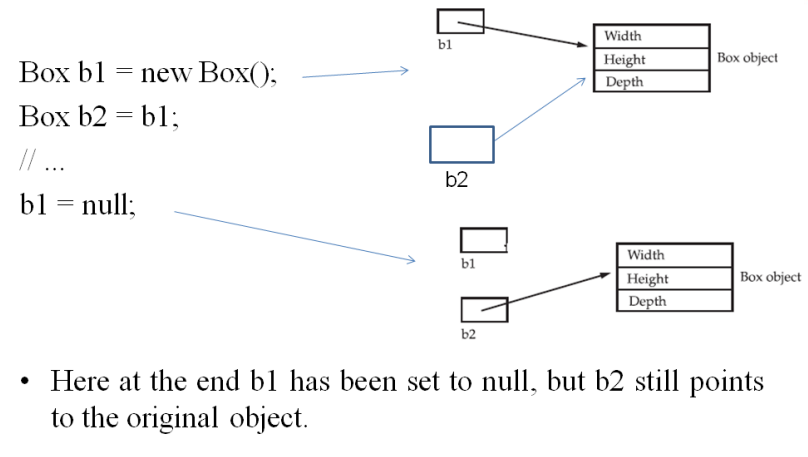 Box b1 = new Box();
Box b2 = b1;
// ...
b1 = null;
b1
Width
Height
Depth
Box object
b2
b1
Width
Height
Depth
Box object
b2
• Here at the end b1 has been set to null, but b2 still points
to the original object.